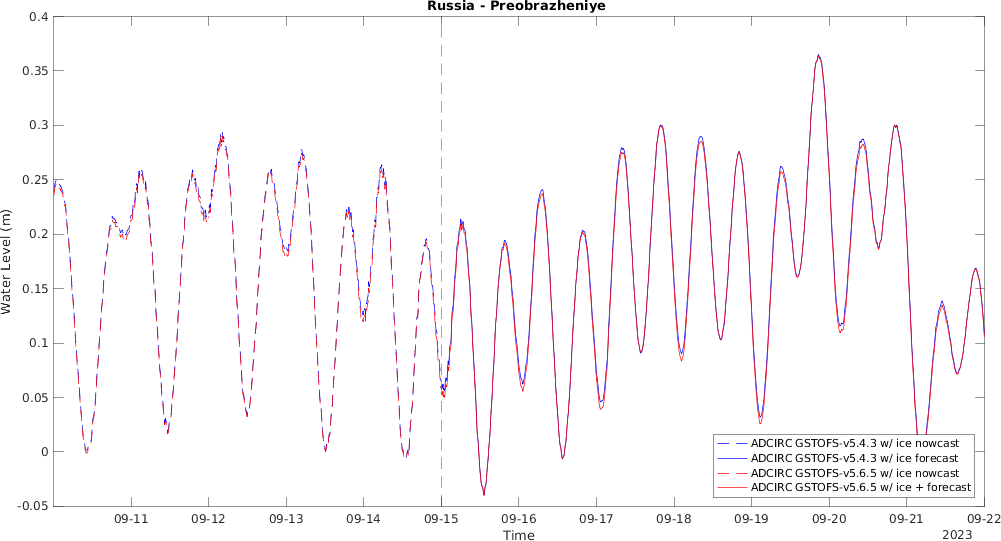 Russia - Preobrazheniye
0.4
0.35
0.3
0.25
0.2
0.15
0.1
0.05
0
-0.05
Water Level (m)
09-11 09-12 09-13 09-14 09-15 09-16 09-17 09-18 09-19 09-20 09-21 09-22
Time
2023
ADCIRC GSTOFS-v5.4.3 w/ ice nowcast
ADCIRC GSTOFS-v5.4.3 w/ ice forecast
ADCIRC GSTOFS-v5.6.5 w/ ice nowcast
ADCIRC GSTOFS-v5.6.5 w/ ice + forecast